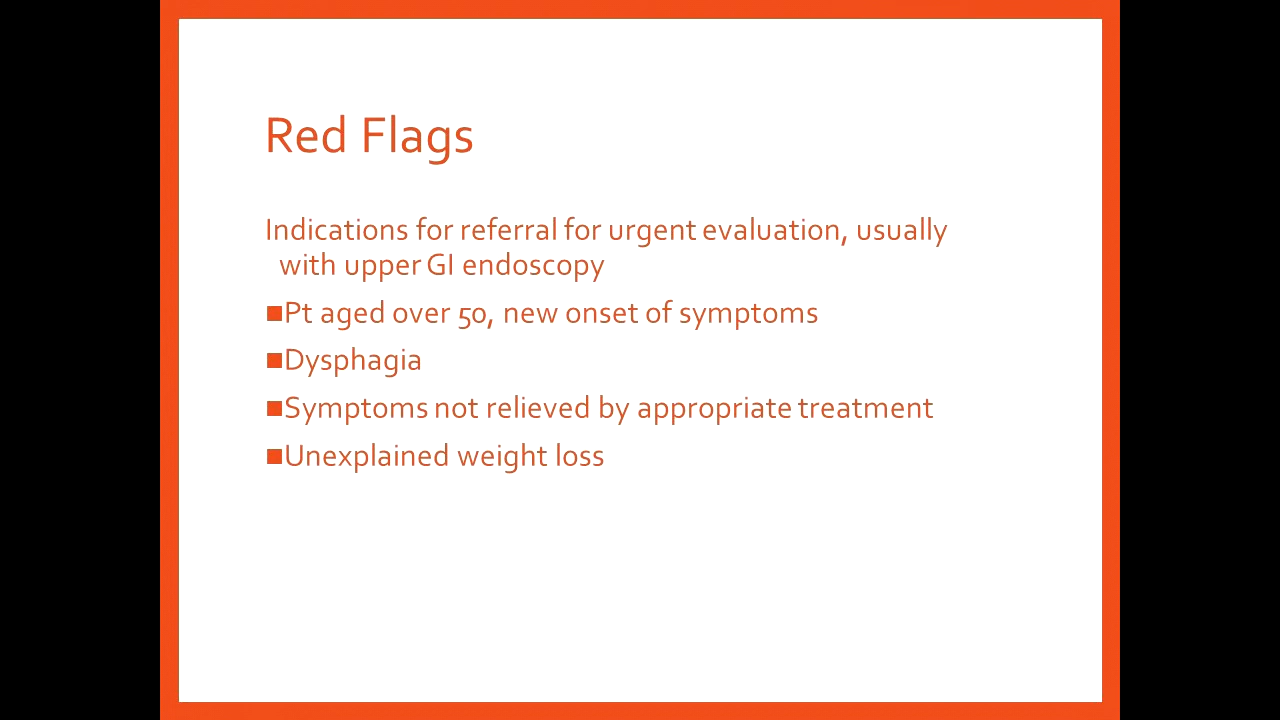 Red Flags
Indications for referral for urgent evaluation, usually
with upper GI endoscopy
■Pt aged over 50, new onset of symptoms
■Dysphagia
■Symptoms not relieved by appropriate treatment
■Unexplained weight loss